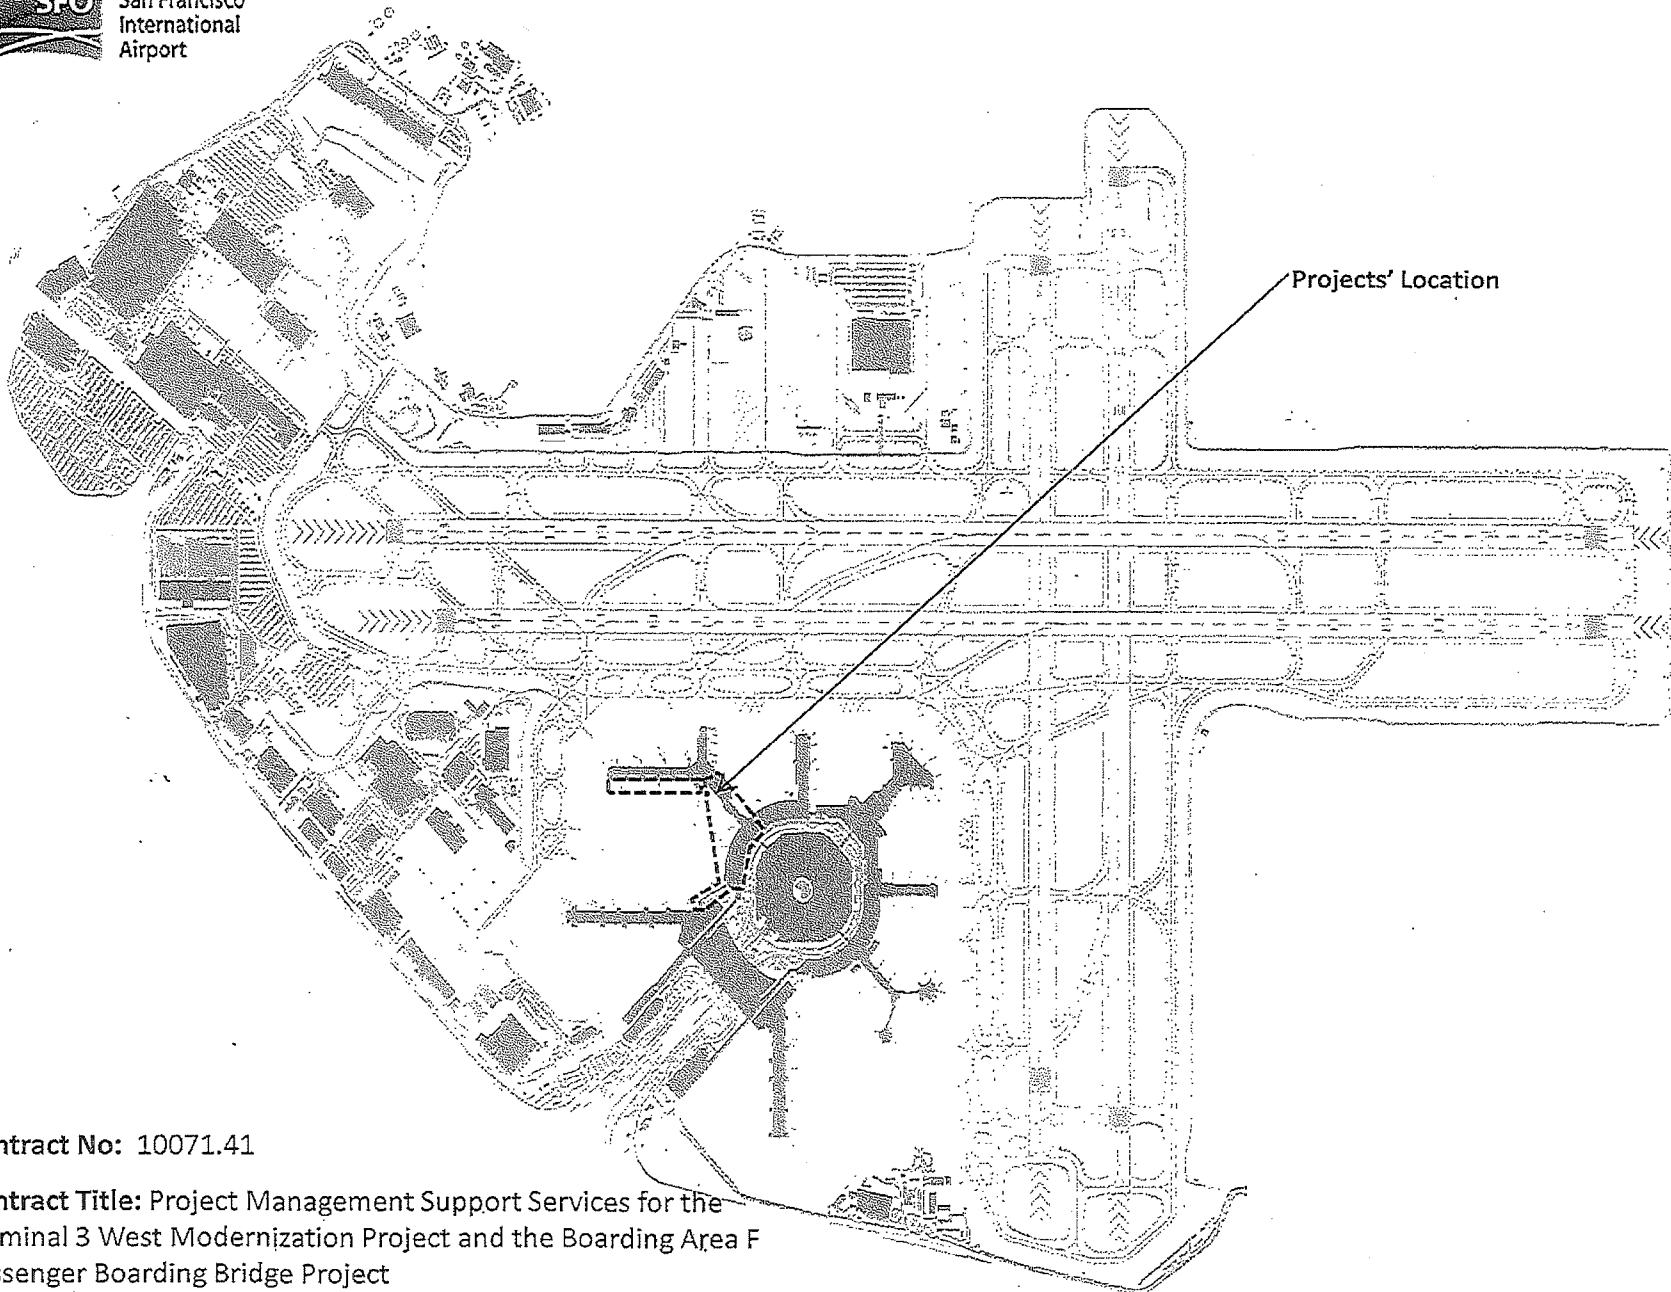 SFO
San Francisco
International
Airport
Projects' Location
ntract No: 10071.41
ntract Title: Project Management Support Services for the
minal 3 West Modernization Project and the Boarding Area F
ssenger Boarding Bridge Project